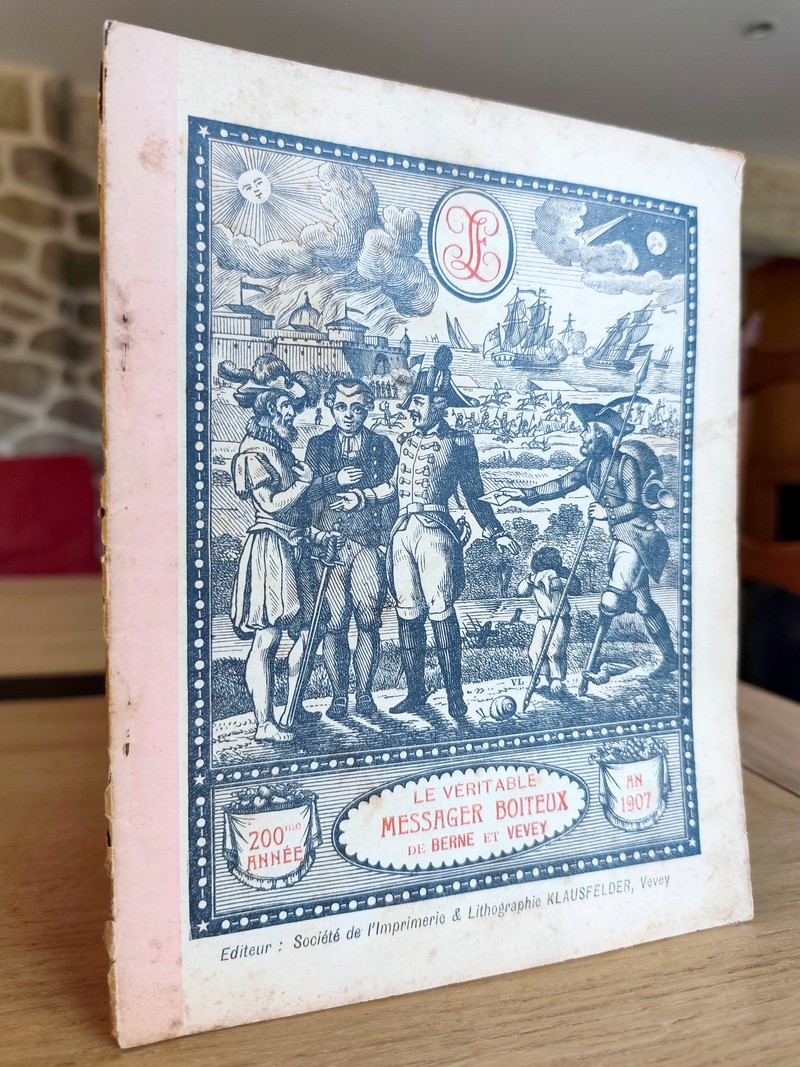 200me
ANNÉE
LE VÉRITABLE
MESSAGER BOITEUX
DE BERNE ET VEVEY
AN
1907
Editeur : Société de l'Imprimerie & Lithographie KLAUSFELDER, Vevey